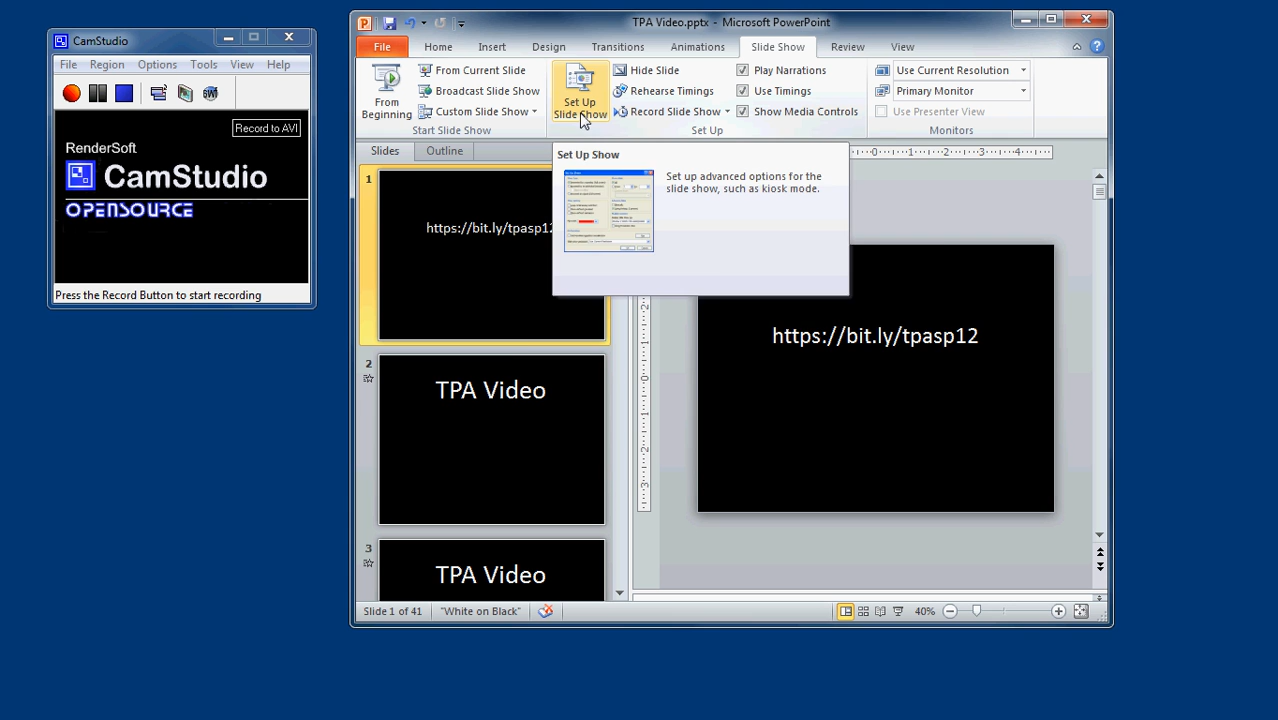 CamStudio
File Region Options Tools View Help
Record to AVI
RenderSoft
CamStudio
OPENSOURCE
Press the Record Button to start recording
TPA Video.pptx - Microsoft PowerPoint
File Home Insert Design Transitions Animations Slide Show Review View
From Beginning
From Current Slide
Broadcast Slide Show
Custom Slide Show
Start Slide Show
Set Up
Slide Show
Hide Slide
Rehearse Timings
Record Slide Show
Play Narrations
Use Timings
Show Media Controls
Set Up
Use Current Resolution
Primary Monitor
Use Presenter View
Monitors
Slides Outline
Set Up Show
Set up advanced options for the
slide show, such as kiosk mode.
1
https://bit.ly/tpasp12
2
TPA Video
3
TPA Video
https://bit.ly/tpasp12
Slide 1 of 41 "White on Black" 40%